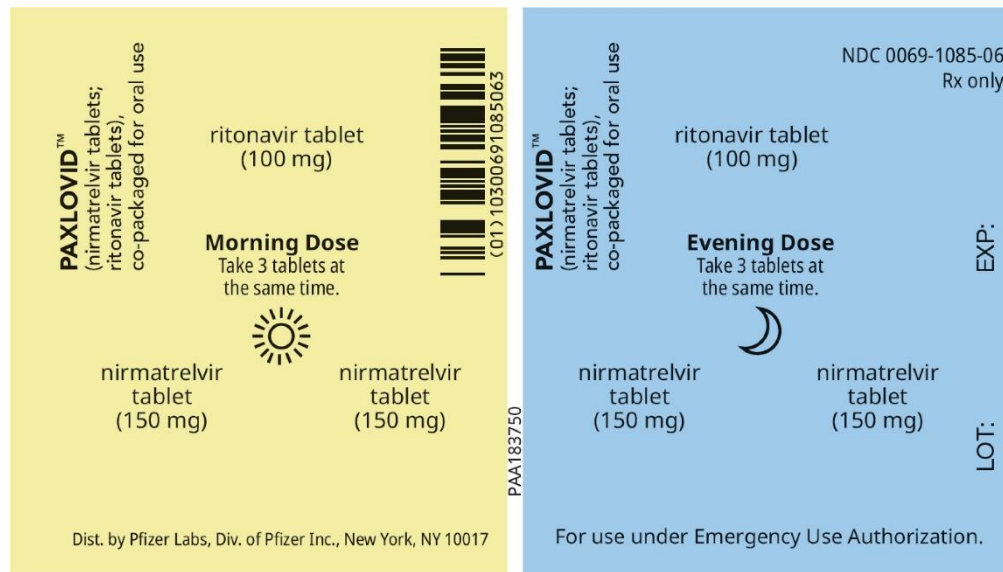 PAXLOVID™
(nirmatrelvir tablets;
ritonavir tablets),
co-packaged for oral use
ritonavir tablet
(100 mg)
(01)10300691085063
Morning Dose
Take 3 tablets at
the same time.
nirmatrelvir
tablet
(150 mg)
nirmatrelvir
tablet
(150 mg)
Dist. by Pfizer Labs, Div. of Pfizer Inc., New York, NY 10017
PAA183750
PAXLOVID™
(nirmatrelvir tablets;
ritonavir tablets),
co-packaged for oral use
NDC 0069-1085-06
Rx only
ritonavir tablet
(100 mg)
Evening Dose
Take 3 tablets at
the same time.
EXP:
nirmatrelvir
tablet
(150 mg)
nirmatrelvir
tablet
(150 mg)
LOT:
For use under Emergency Use Authorization.